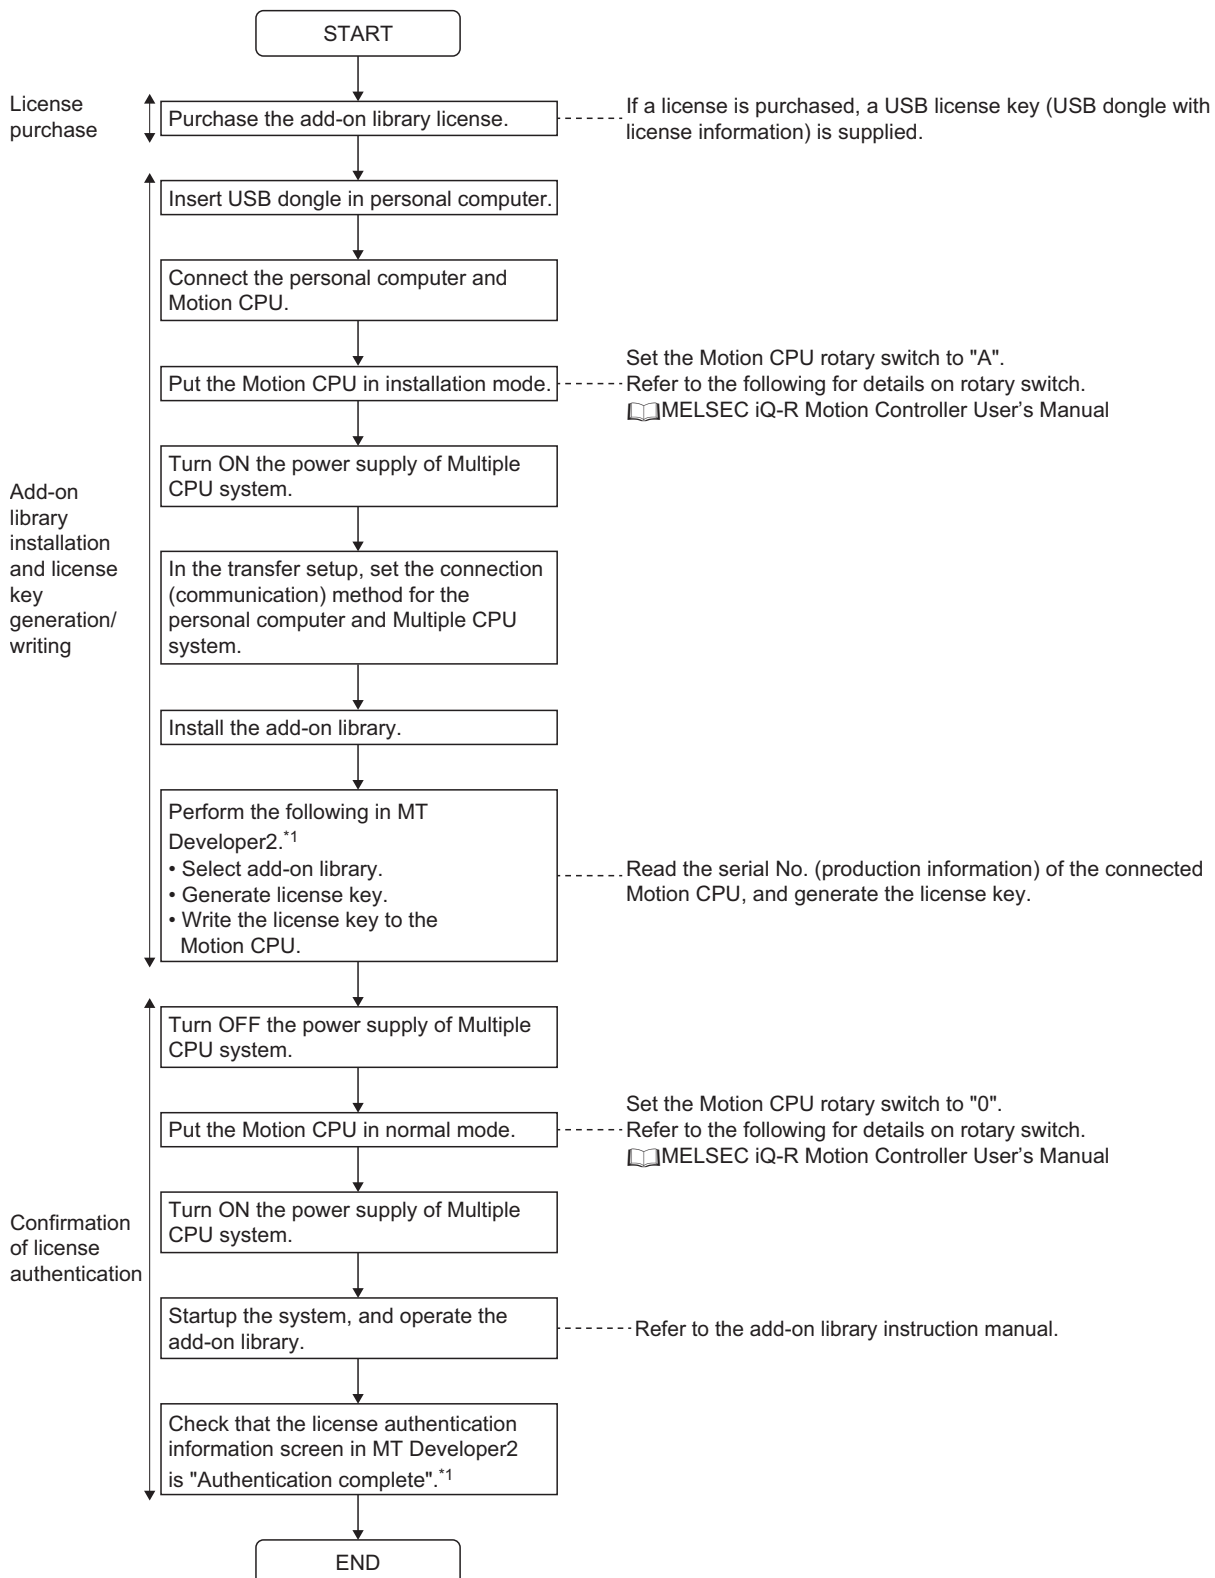 START
License
purchase
Purchase the add-on library license.
If a license is purchased, a USB license key (USB dongle with
license information) is supplied.
Insert USB dongle in personal computer.
Connect the personal computer and
Motion CPU.
Put the Motion CPU in installation mode.
Set the Motion CPU rotary switch to "A".
Refer to the following for details on rotary switch.
MELSEC iQ-R Motion Controller User's Manual
Turn ON the power supply of Multiple
CPU system.
Add-on
library
installation
and license
key
generation/
writing
In the transfer setup, set the connection
(communication) method for the
personal computer and Multiple CPU
system.
Install the add-on library.
Perform the following in MT
Developer2.*1
• Select add-on library.
• Generate license key.
• Write the license key to the
Motion CPU.
Read the serial No. (production information) of the connected
Motion CPU, and generate the license key.
Turn OFF the power supply of Multiple
CPU system.
Put the Motion CPU in normal mode.
Set the Motion CPU rotary switch to "0".
Refer to the following for details on rotary switch.
MELSEC iQ-R Motion Controller User's Manual
Confirmation
of license
authentication
Turn ON the power supply of Multiple
CPU system.
Startup the system, and operate the
add-on library.
Refer to the add-on library instruction manual.
Check that the license authentication
information screen in MT Developer2
is "Authentication complete".*1
END